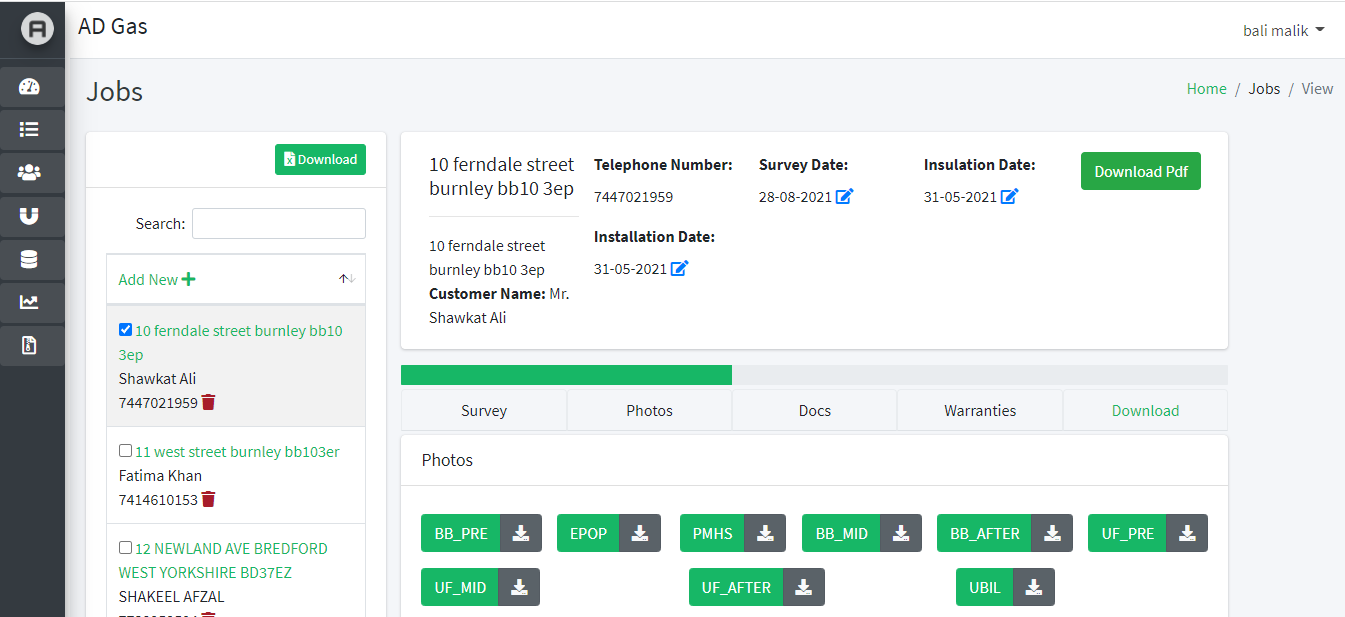 AD Gas
bali malik
Jobs
Home / Jobs / View
Download
Search:
Add New
10 ferndale street burnley bb10
3ep
Shawkat Ali
7447021959
11 west street burnley bb103er
Fatima Khan
7414610153
12 NEWLAND AVE BREDFORD
WEST YORKSHIRE BD37EZ
SHAKEEL AFZAL
10 ferndale street
burnley bb10 3ep
10 ferndale street
burnley bb10 3ep
Customer Name: Mr.
Shawkat Ali
Telephone Number:
7447021959
Survey Date:
28-08-2021
Insulation Date:
31-05-2021
Installation Date:
31-05-2021
Download Pdf
Survey
Photos
Docs
Warranties
Download
Photos
BB_PRE
EPOP
PMHS
BB_MID
BB_AFTER
UF_PRE
UF_MID
UF_AFTER
UBIL